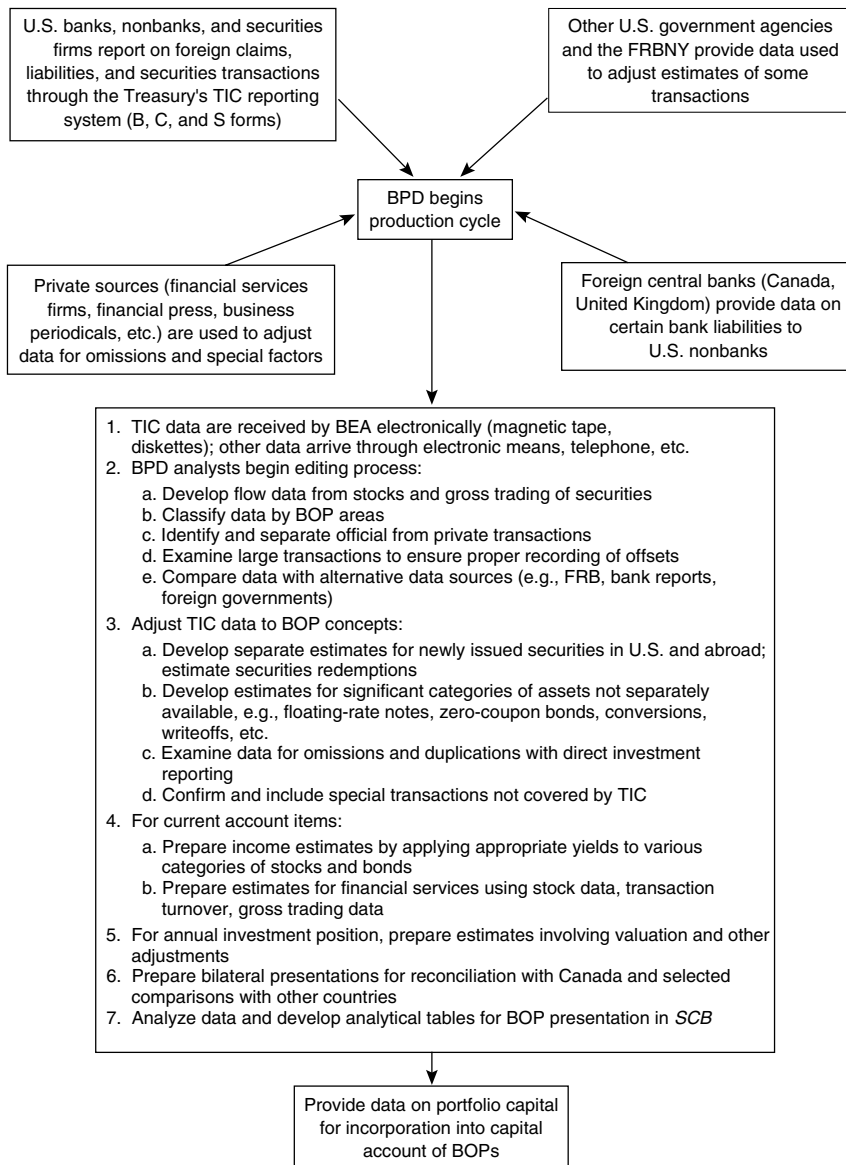 U.S. banks, nonbanks, and securities
firms report on foreign claims,
liabilities, and securities transactions
through the Treasury's TIC reporting
system (B, C, and S forms)
Other U.S. government agencies
and the FRBNY provide data used
to adjust estimates of some
transactions
BPD begins
production cycle
Private sources (financial services
firms, financial press, business
periodicals, etc.) are used to adjust
data for omissions and special factors
Foreign central banks (Canada,
United Kingdom) provide data on
certain bank liabilities to
U.S. nonbanks
1. TIC data are received by BEA electronically (magnetic tape,
diskettes); other data arrive through electronic means, telephone, etc.
2. BPD analysts begin editing process:
a. Develop flow data from stocks and gross trading of securities
b. Classify data by BOP areas
c. Identify and separate official from private transactions
d. Examine large transactions to ensure proper recording of offsets
e. Compare data with alternative data sources (e.g., FRB, bank reports,
foreign governments)
3. Adjust TIC data to BOP concepts:
a. Develop separate estimates for newly issued securities in U.S. and abroad;
estimate securities redemptions
b. Develop estimates for significant categories of assets not separately
available, e.g., floating-rate notes, zero-coupon bonds, conversions,
writeoffs, etc.
c. Examine data for omissions and duplications with direct investment
reporting
d. Confirm and include special transactions not covered by TIC
4. For current account items:
a. Prepare income estimates by applying appropriate yields to various
categories of stocks and bonds
b. Prepare estimates for financial services using stock data, transaction
turnover, gross trading data
5. For annual investment position, prepare estimates involving valuation and other
adjustments
6. Prepare bilateral presentations for reconciliation with Canada and selected
comparisons with other countries
7. Analyze data and develop analytical tables for BOP presentation in SCB
Provide data on portfolio capital
for incorporation into capital
account of BOPs